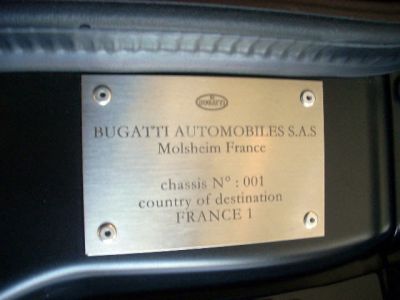 BUGATTI
BUGATTI AUTOMOBILES S.A.S
Molsheim France
chassis N° : 001
country of destination
FRANCE 1